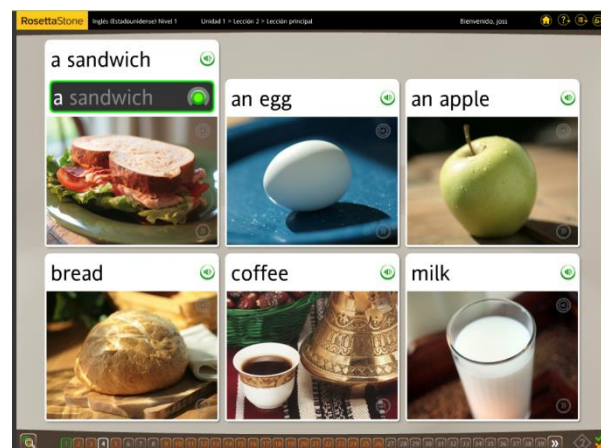 RosettaStone
Inglés (Estadounidense) Nivel 1
Unidad 1 > Lección 2 > Lección principal
Bienvenido, joss
a sandwich
a sandwich
an egg
an apple
bread
coffee
milk